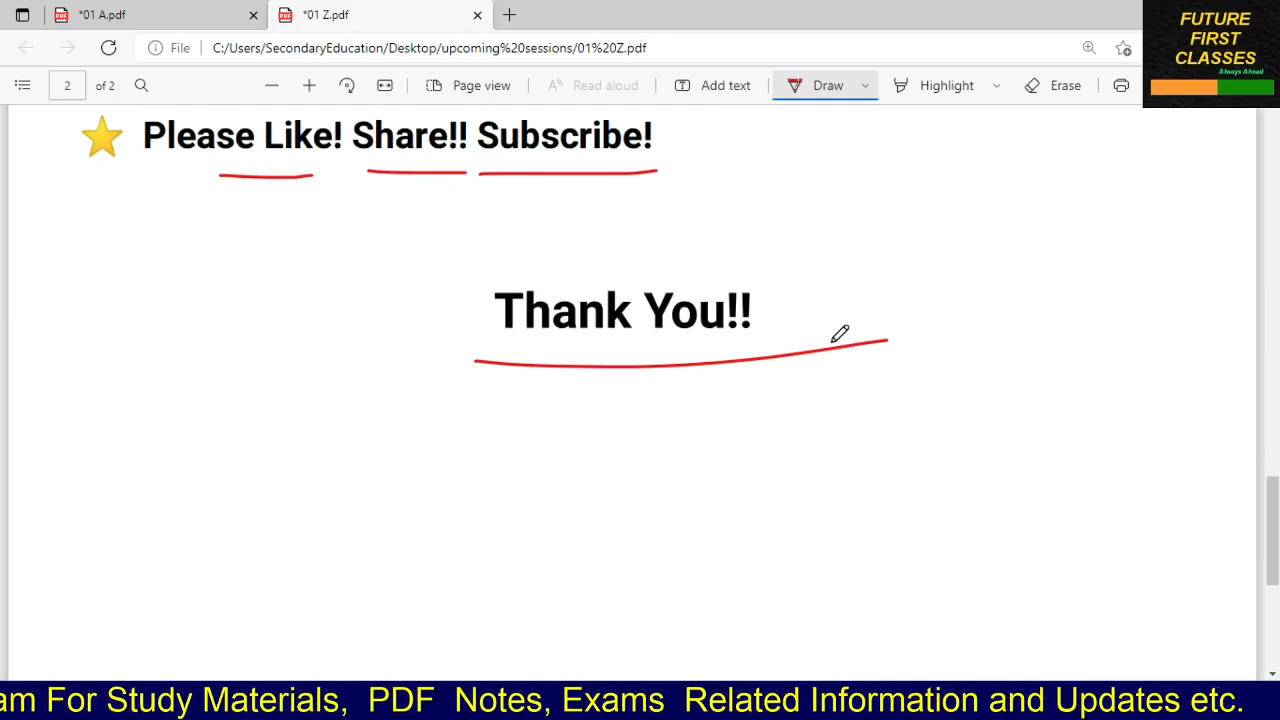 *01 A.pdf
*01 Z.pdf
File
C:/Users/SecondaryEducation/Desktop/upcoming%20sessions/01%20Z.pdf
2 of 2
Page view
Read aloud
Add text
Draw
Highlight
Erase
FUTURE
FIRST
CLASSES
Always Ahead
Please Like! Share!! Subscribe!
Thank You!!
For Study Materials, PDF Notes, Exams Related Information and Updates etc.